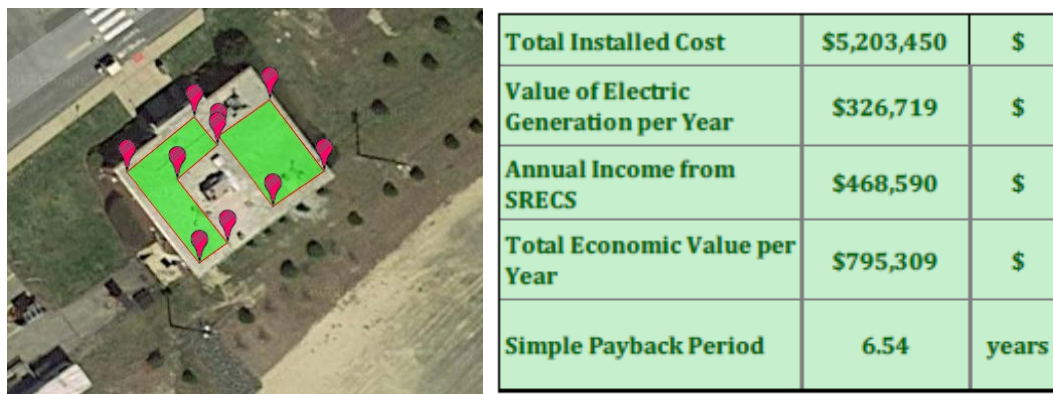 Total Installed Cost $5,203,450 $
Value of Electric
Generation per Year $326,719 $
Annual Income from
SRECS $468,590 $
Total Economic Value per
Year $795,309 $
Simple Payback Period 6.54 years